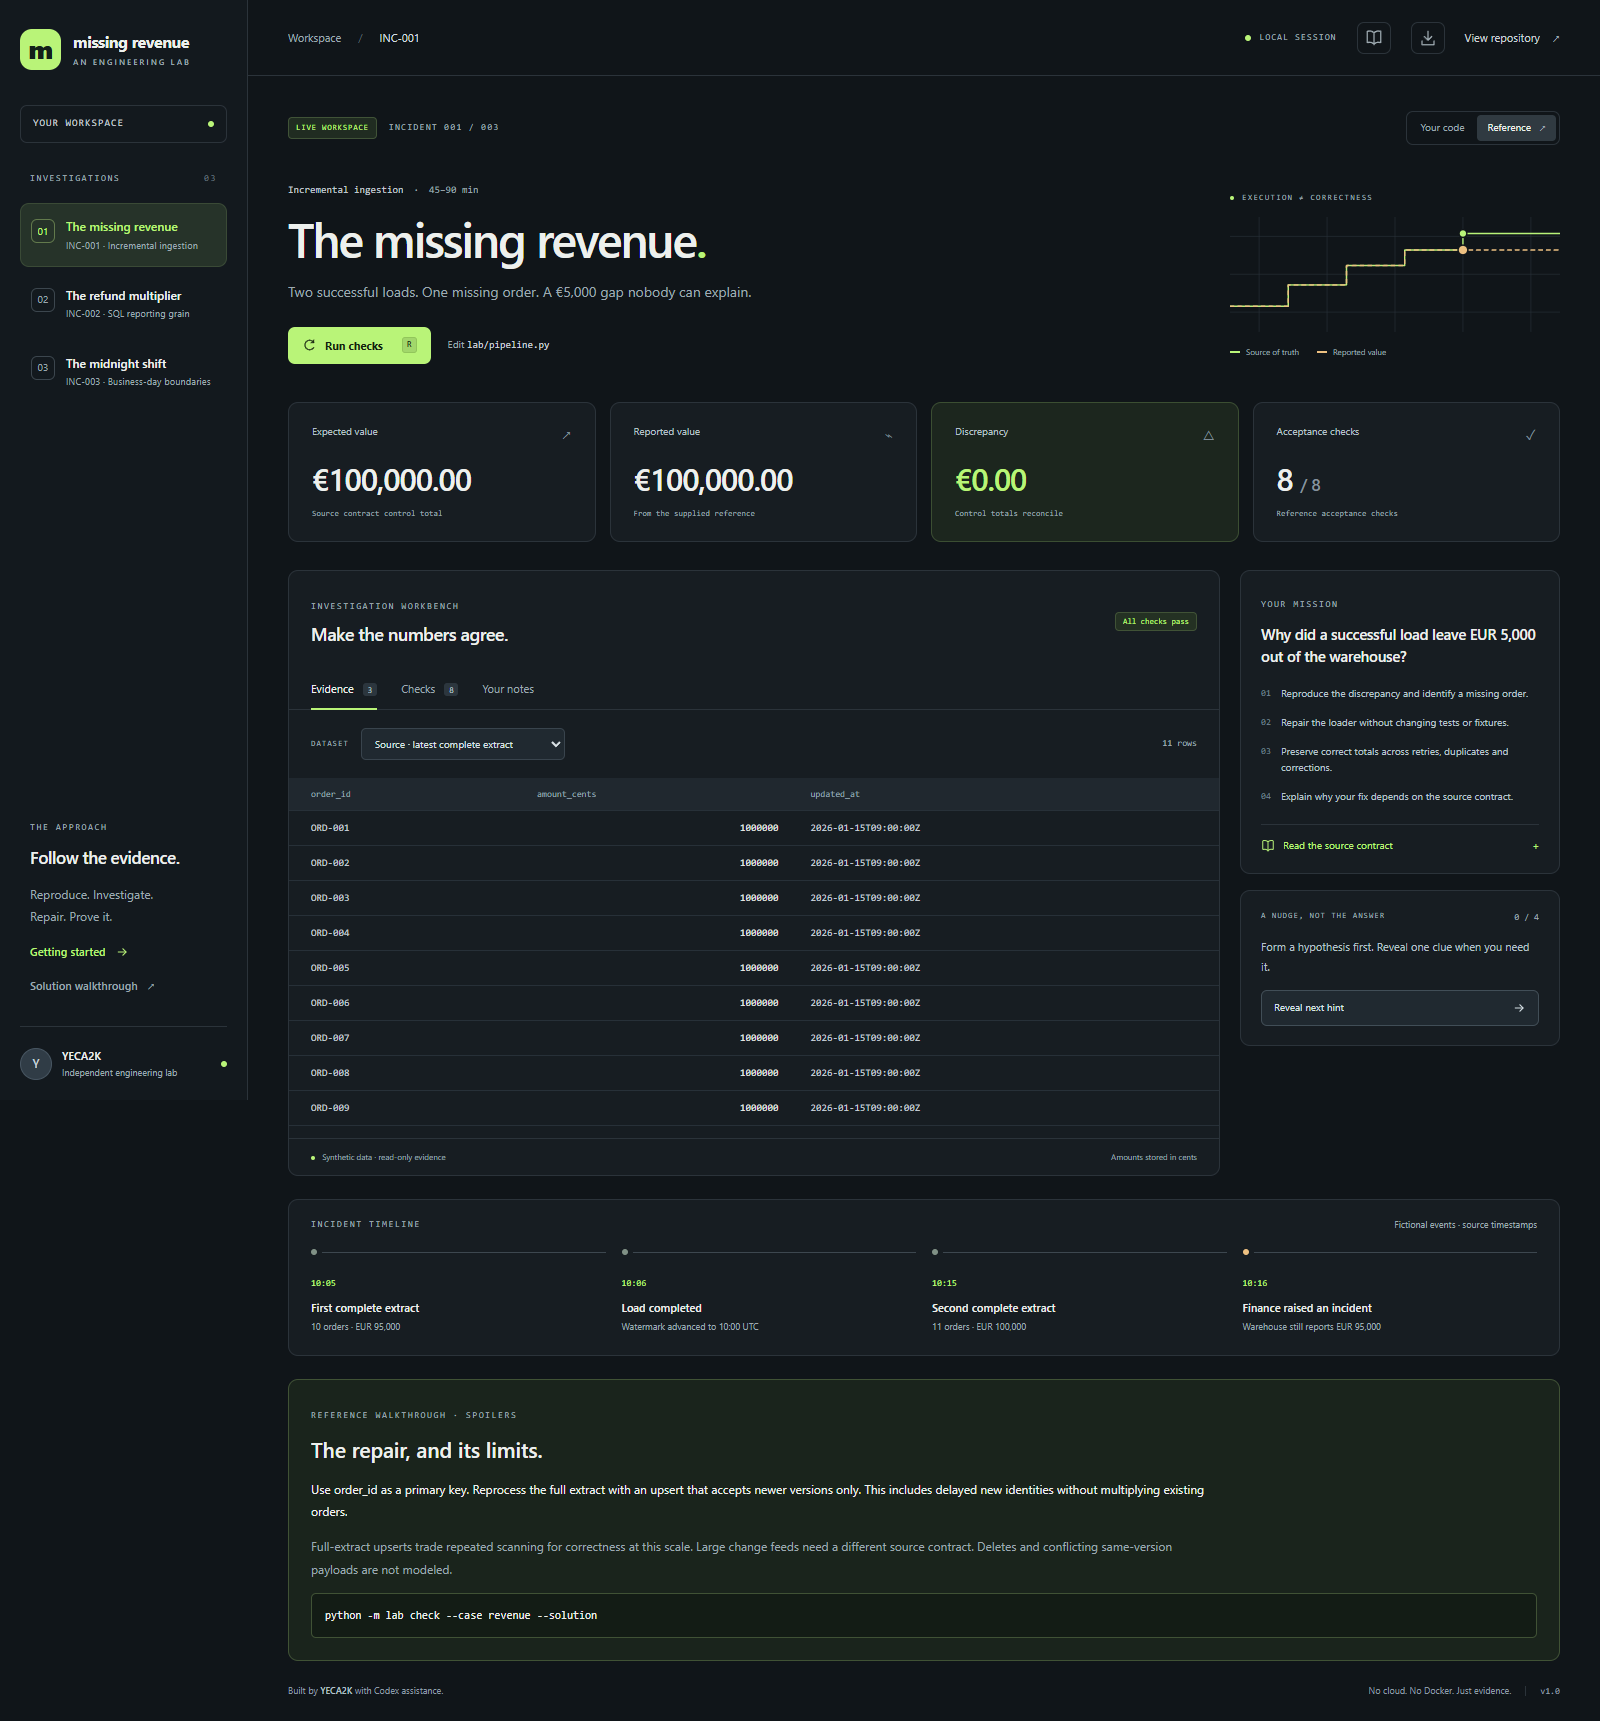 m missing revenue
AN ENGINEERING LAB
YOUR WORKSPACE
INVESTIGATIONS 03
01 The missing revenue
INC-001 · Incremental ingestion
02 The refund multiplier
INC-002 · SQL reporting grain
03 The midnight shift
INC-003 · Business-day boundaries
THE APPROACH
Follow the evidence.
Reproduce. Investigate.
Repair. Prove it.
Getting started →
Solution walkthrough ↗
Y YECA2K
Independent engineering lab
Workspace / INC-001
LOCAL SESSION
View repository ↗
LIVE WORKSPACE INCIDENT 001 / 003
Your code Reference ↗
Incremental ingestion · 45–90 min
The missing revenue.
Two successful loads. One missing order. A €5,000 gap nobody can explain.
Run checks R
Edit lab/pipeline.py
EXECUTION ≠ CORRECTNESS
Source of truth Reported value
Expected value ↗
€100,000.00
Source contract control total
Reported value
€100,000.00
From the supplied reference
Discrepancy △
€0.00
Control totals reconcile
Acceptance checks ✓
8 / 8
Reference acceptance checks
INVESTIGATION WORKBENCH
Make the numbers agree.
All checks pass
Evidence 3 Checks 8 Your notes
DATASET Source · latest complete extract 11 rows
order_id amount_cents updated_at
ORD-001 1000000 2026-01-15T09:00:00Z
ORD-002 1000000 2026-01-15T09:00:00Z
ORD-003 1000000 2026-01-15T09:00:00Z
ORD-004 1000000 2026-01-15T09:00:00Z
ORD-005 1000000 2026-01-15T09:00:00Z
ORD-006 1000000 2026-01-15T09:00:00Z
ORD-007 1000000 2026-01-15T09:00:00Z
ORD-008 1000000 2026-01-15T09:00:00Z
ORD-009 1000000 2026-01-15T09:00:00Z
Synthetic data · read-only evidence Amounts stored in cents
YOUR MISSION
Why did a successful load leave EUR 5,000
out of the warehouse?
01 Reproduce the discrepancy and identify a missing order.
02 Repair the loader without changing tests or fixtures.
03 Preserve correct totals across retries, duplicates and
corrections.
04 Explain why your fix depends on the source contract.
Read the source contract +
A NUDGE, NOT THE ANSWER 0 / 4
Form a hypothesis first. Reveal one clue when you need
it.
Reveal next hint →
INCIDENT TIMELINE Fictional events · source timestamps
10:05
First complete extract
10 orders · EUR 95,000
10:06
Load completed
Watermark advanced to 10:00 UTC
10:15
Second complete extract
11 orders · EUR 100,000
10:16
Finance raised an incident
Warehouse still reports EUR 95,000
REFERENCE WALKTHROUGH · SPOILERS
The repair, and its limits.
Use order_id as a primary key. Reprocess the full extract with an upsert that accepts newer versions only. This includes delayed new identities without multiplying existing
orders.
Full-extract upserts trade repeated scanning for correctness at this scale. Large change feeds need a different source contract. Deletes and conflicting same-version
payloads are not modeled.
python -m lab check --case revenue --solution
Built by YECA2K with Codex assistance.
No cloud. No Docker. Just evidence. v1.0